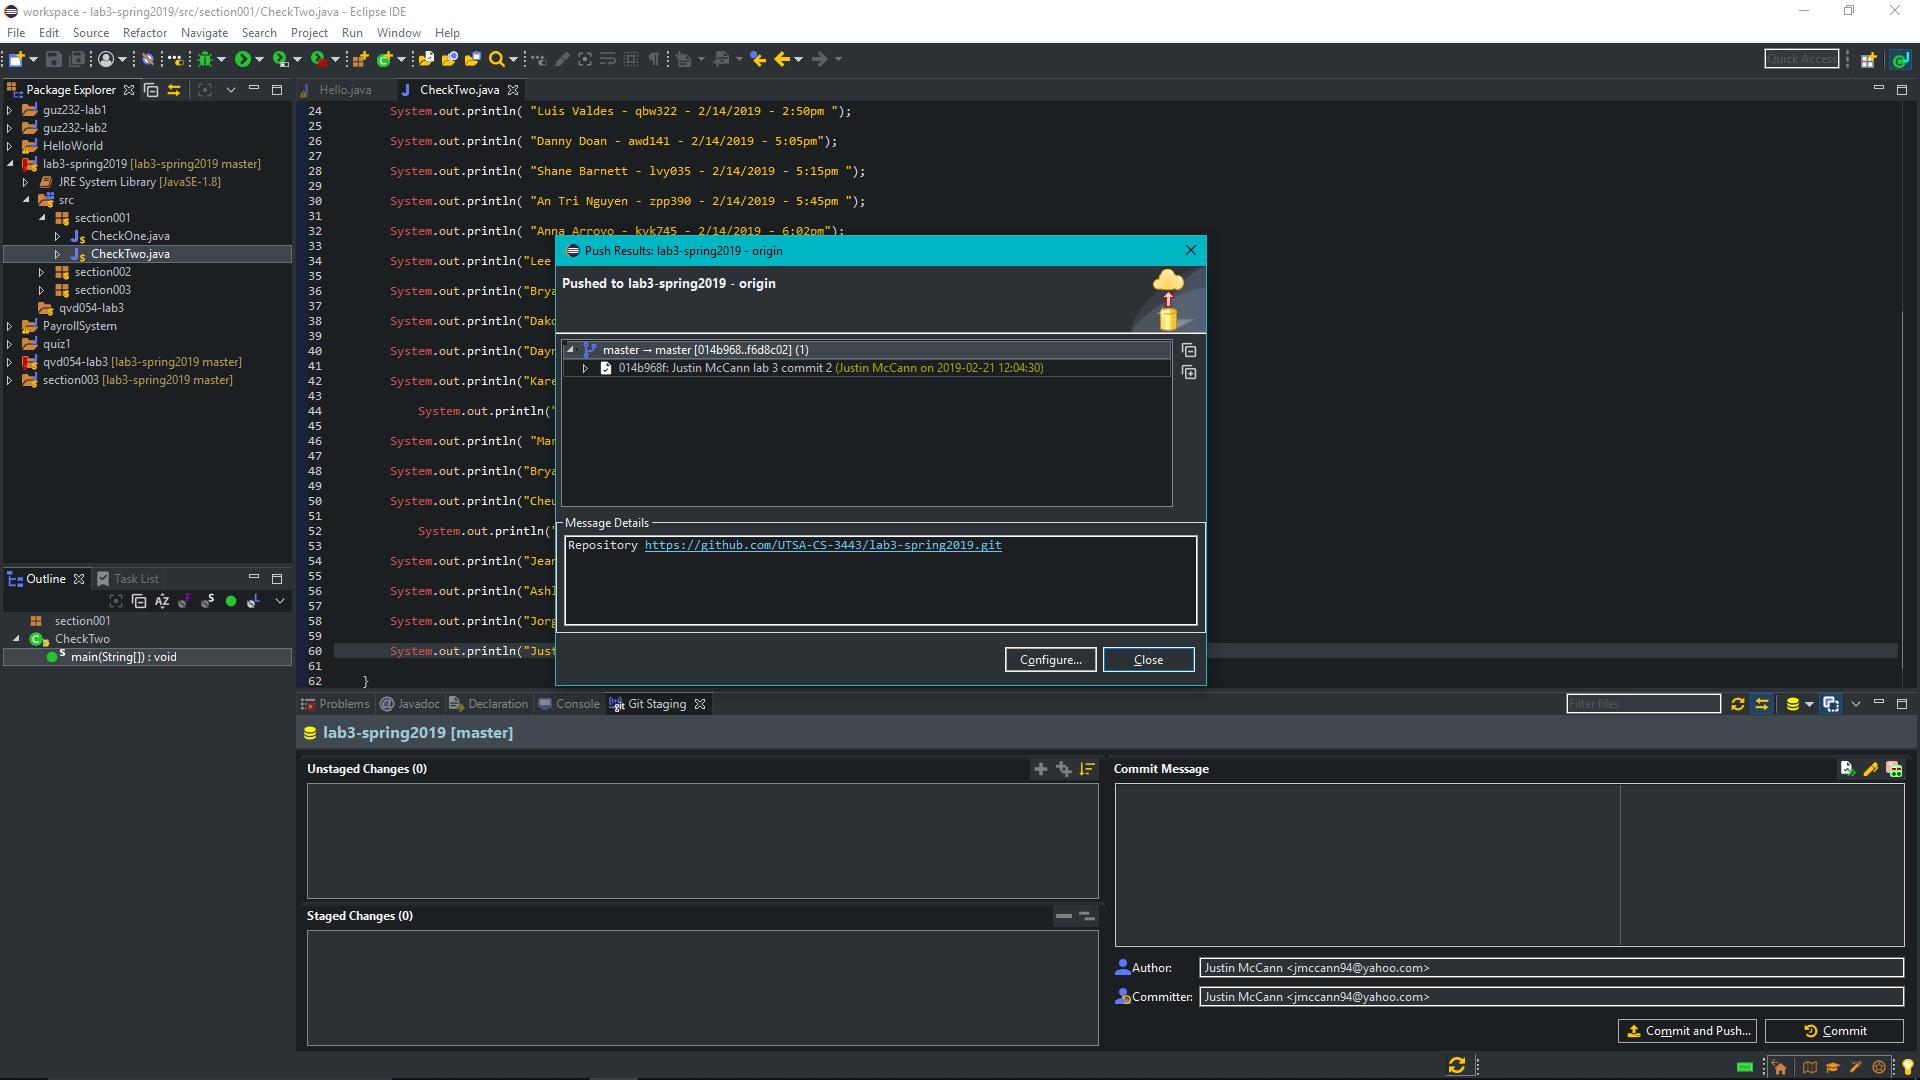 workspace - lab3-spring2019/src/section001/CheckTwo.java - Eclipse IDE
File Edit Source Refactor Navigate Search Project Run Window Help
Quick Access
Package Explorer
guz232-lab1
guz232-lab2
HelloWorld
lab3-spring2019 [lab3-spring2019 master]
JRE System Library [JavaSE-1.8]
src
section001
CheckOne.java
CheckTwo.java
section002
section003
qvd054-lab3
PayrollSystem
quiz1
qvd054-lab3 [lab3-spring2019 master]
section003 [lab3-spring2019 master]
Outline Task List
section001
CheckTwo
main(String[]) : void
Hello.java CheckTwo.java
24 System.out.println( "Luis Valdes - qbw322 - 2/14/2019 - 2:50pm ");
25
26 System.out.println( "Danny Doan - awd141 - 2/14/2019 - 5:05pm");
27
28 System.out.println( "Shane Barnett - lvy035 - 2/14/2019 - 5:15pm ");
29
30 System.out.println( "An Tri Nguyen - zpp390 - 2/14/2019 - 5:45pm ");
31
32 System.out.println( "Anna Arroyo - kvk745 - 2/14/2019 - 6:02pm");
33
34 System.out.println("Lee
35
36 System.out.println("Brya
37
38 System.out.println("Dako
39
40 System.out.println("Dayn
41
42 System.out.println("Kare
43
44 System.out.println("
45
46 System.out.println( "Mar
47
48 System.out.println("Brya
49
50 System.out.println("Cheu
51
52 System.out.println("
53
54 System.out.println("Jean
55
56 System.out.println("Ashl
57
58 System.out.println("Jorg
59
60 System.out.println("Just
61
62 }
Push Results: lab3-spring2019 - origin
Pushed to lab3-spring2019 - origin
master → master [014b968..f6d8c02] (1)
014b968f: Justin McCann lab 3 commit 2 (Justin McCann on 2019-02-21 12:04:30)
Message Details
Repository https://github.com/UTSA-CS-3443/lab3-spring2019.git
Configure... Close
Problems Javadoc Declaration Console Git Staging
Filter files
lab3-spring2019 [master]
Unstaged Changes (0)
Staged Changes (0)
Commit Message
Author: Justin McCann <jmccann94@yahoo.com>
Committer: Justin McCann <jmccann94@yahoo.com>
Commit and Push... Commit